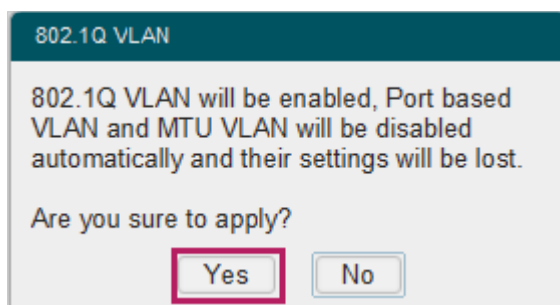 802.1Q VLAN
802.1Q VLAN will be enabled, Port based
VLAN and MTU VLAN will be disabled
automatically and their settings will be lost.
Are you sure to apply?
Yes
No